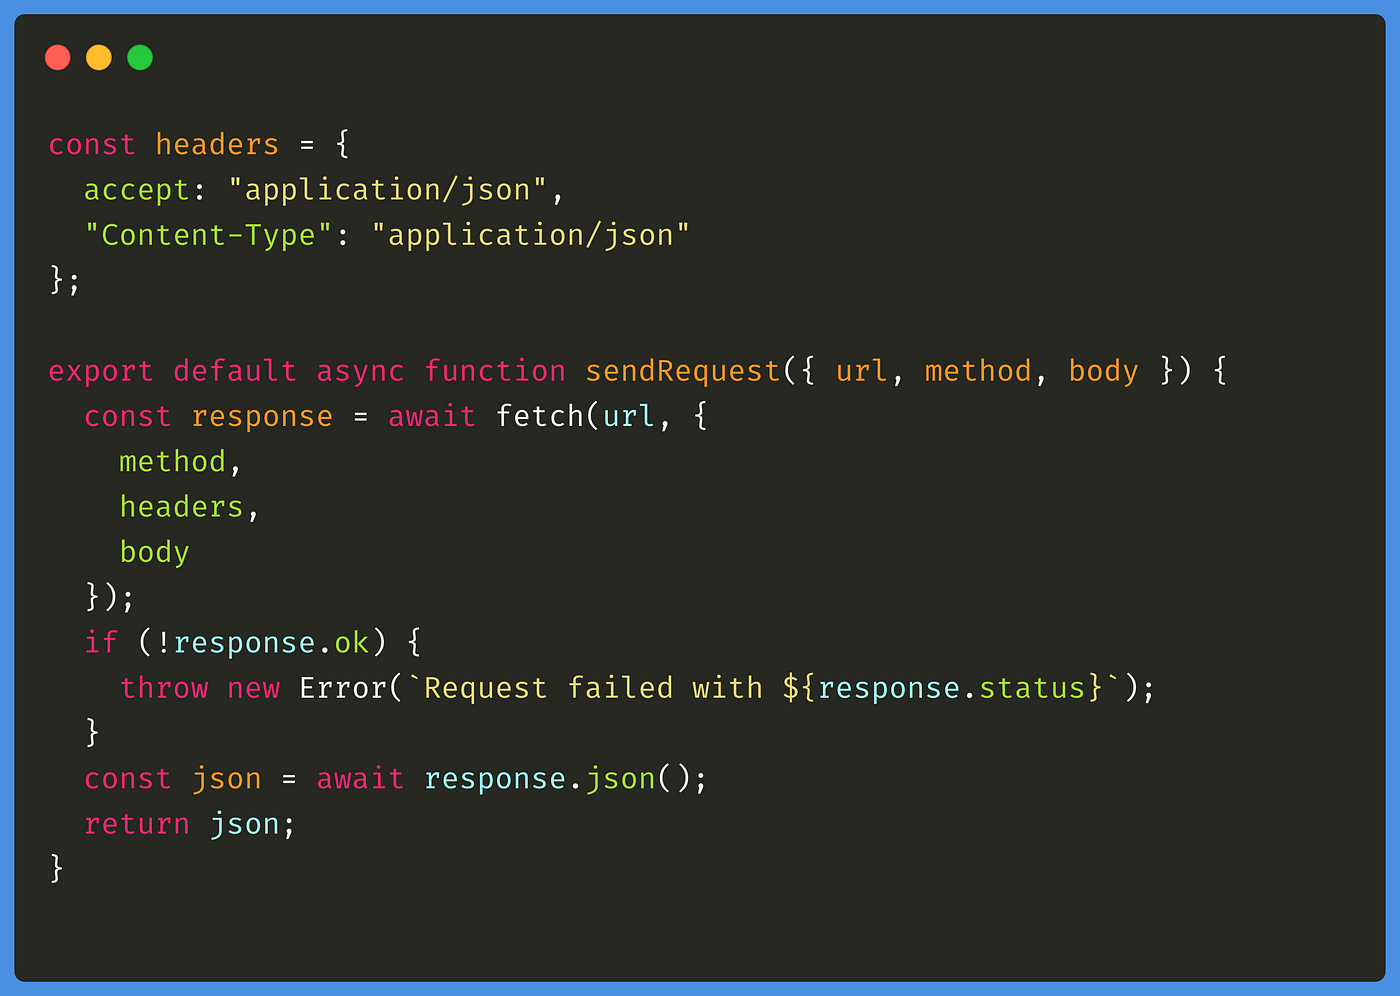 const headers = {
  accept: "application/json",
  "Content-Type": "application/json"
};

export default async function sendRequest({ url, method, body }) {
  const response = await fetch(url, {
    method,
    headers,
    body
  });
  if (!response.ok) {
    throw new Error(`Request failed with ${response.status}`);
  }
  const json = await response.json();
  return json;
}